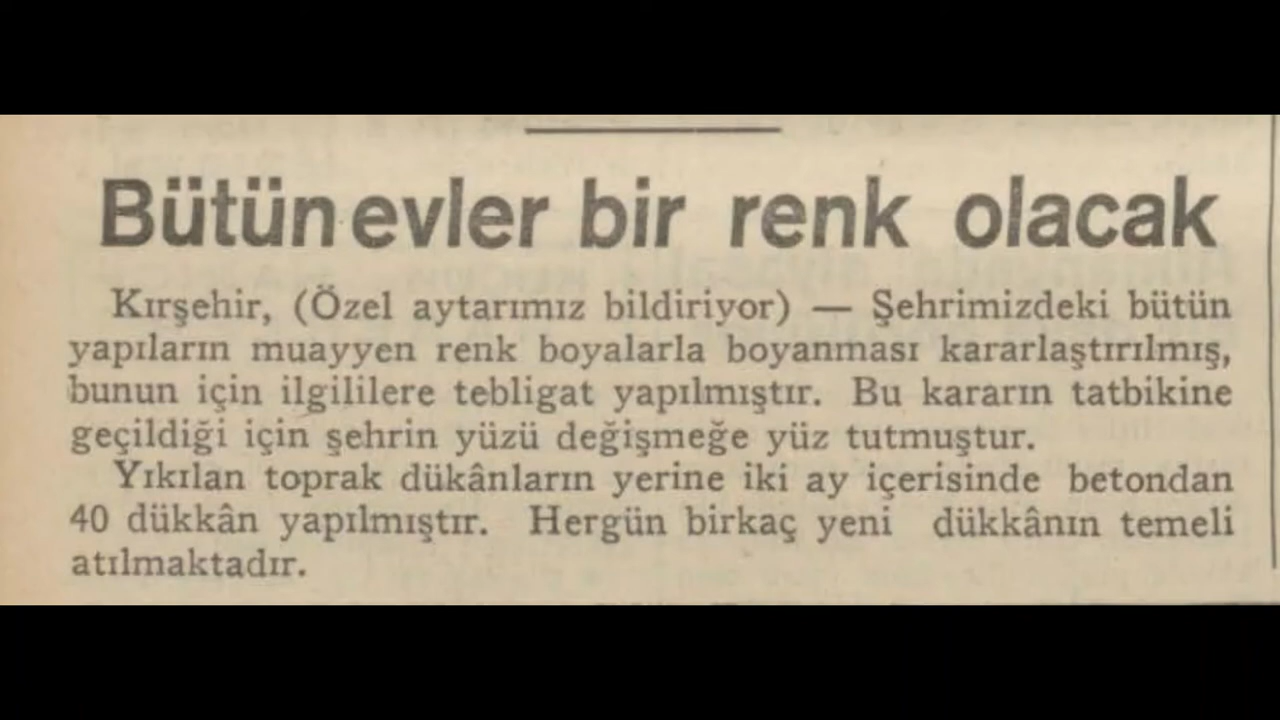 Bütün evler bir renk olacak
Kırşehir, (Özel aytarımız bildiriyor) — Şehrimizdeki bütün
yapıların muayyen renk boyalarla boyanması kararlaştırılmış,
bunun için ilgililere tebligat yapılmıştır. Bu kararın tatbikine
geçildiği için şehrin yüzü değişmeğe yüz tutmuştur.
Yıkılan toprak dükânların yerine iki ay içerisinde betondan
40 dükkân yapılmıştır. Hergün birkaç yeni dükkânın temeli
atılmaktadır.